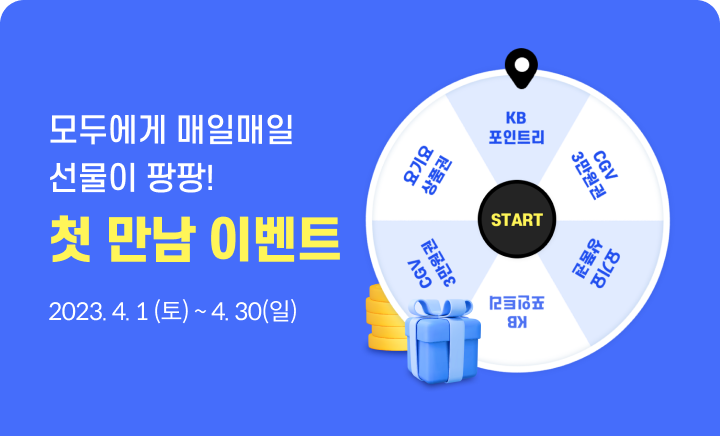 모두에게 매일매일
선물이 팡팡!
첫 만남 이벤트
2023. 4. 1 (토) ~ 4. 30(일)
KB
포인트리
CGV
3만원권
요기요
상품권
KB
포인트리
CGV
3만원권
요기요
상품권
START